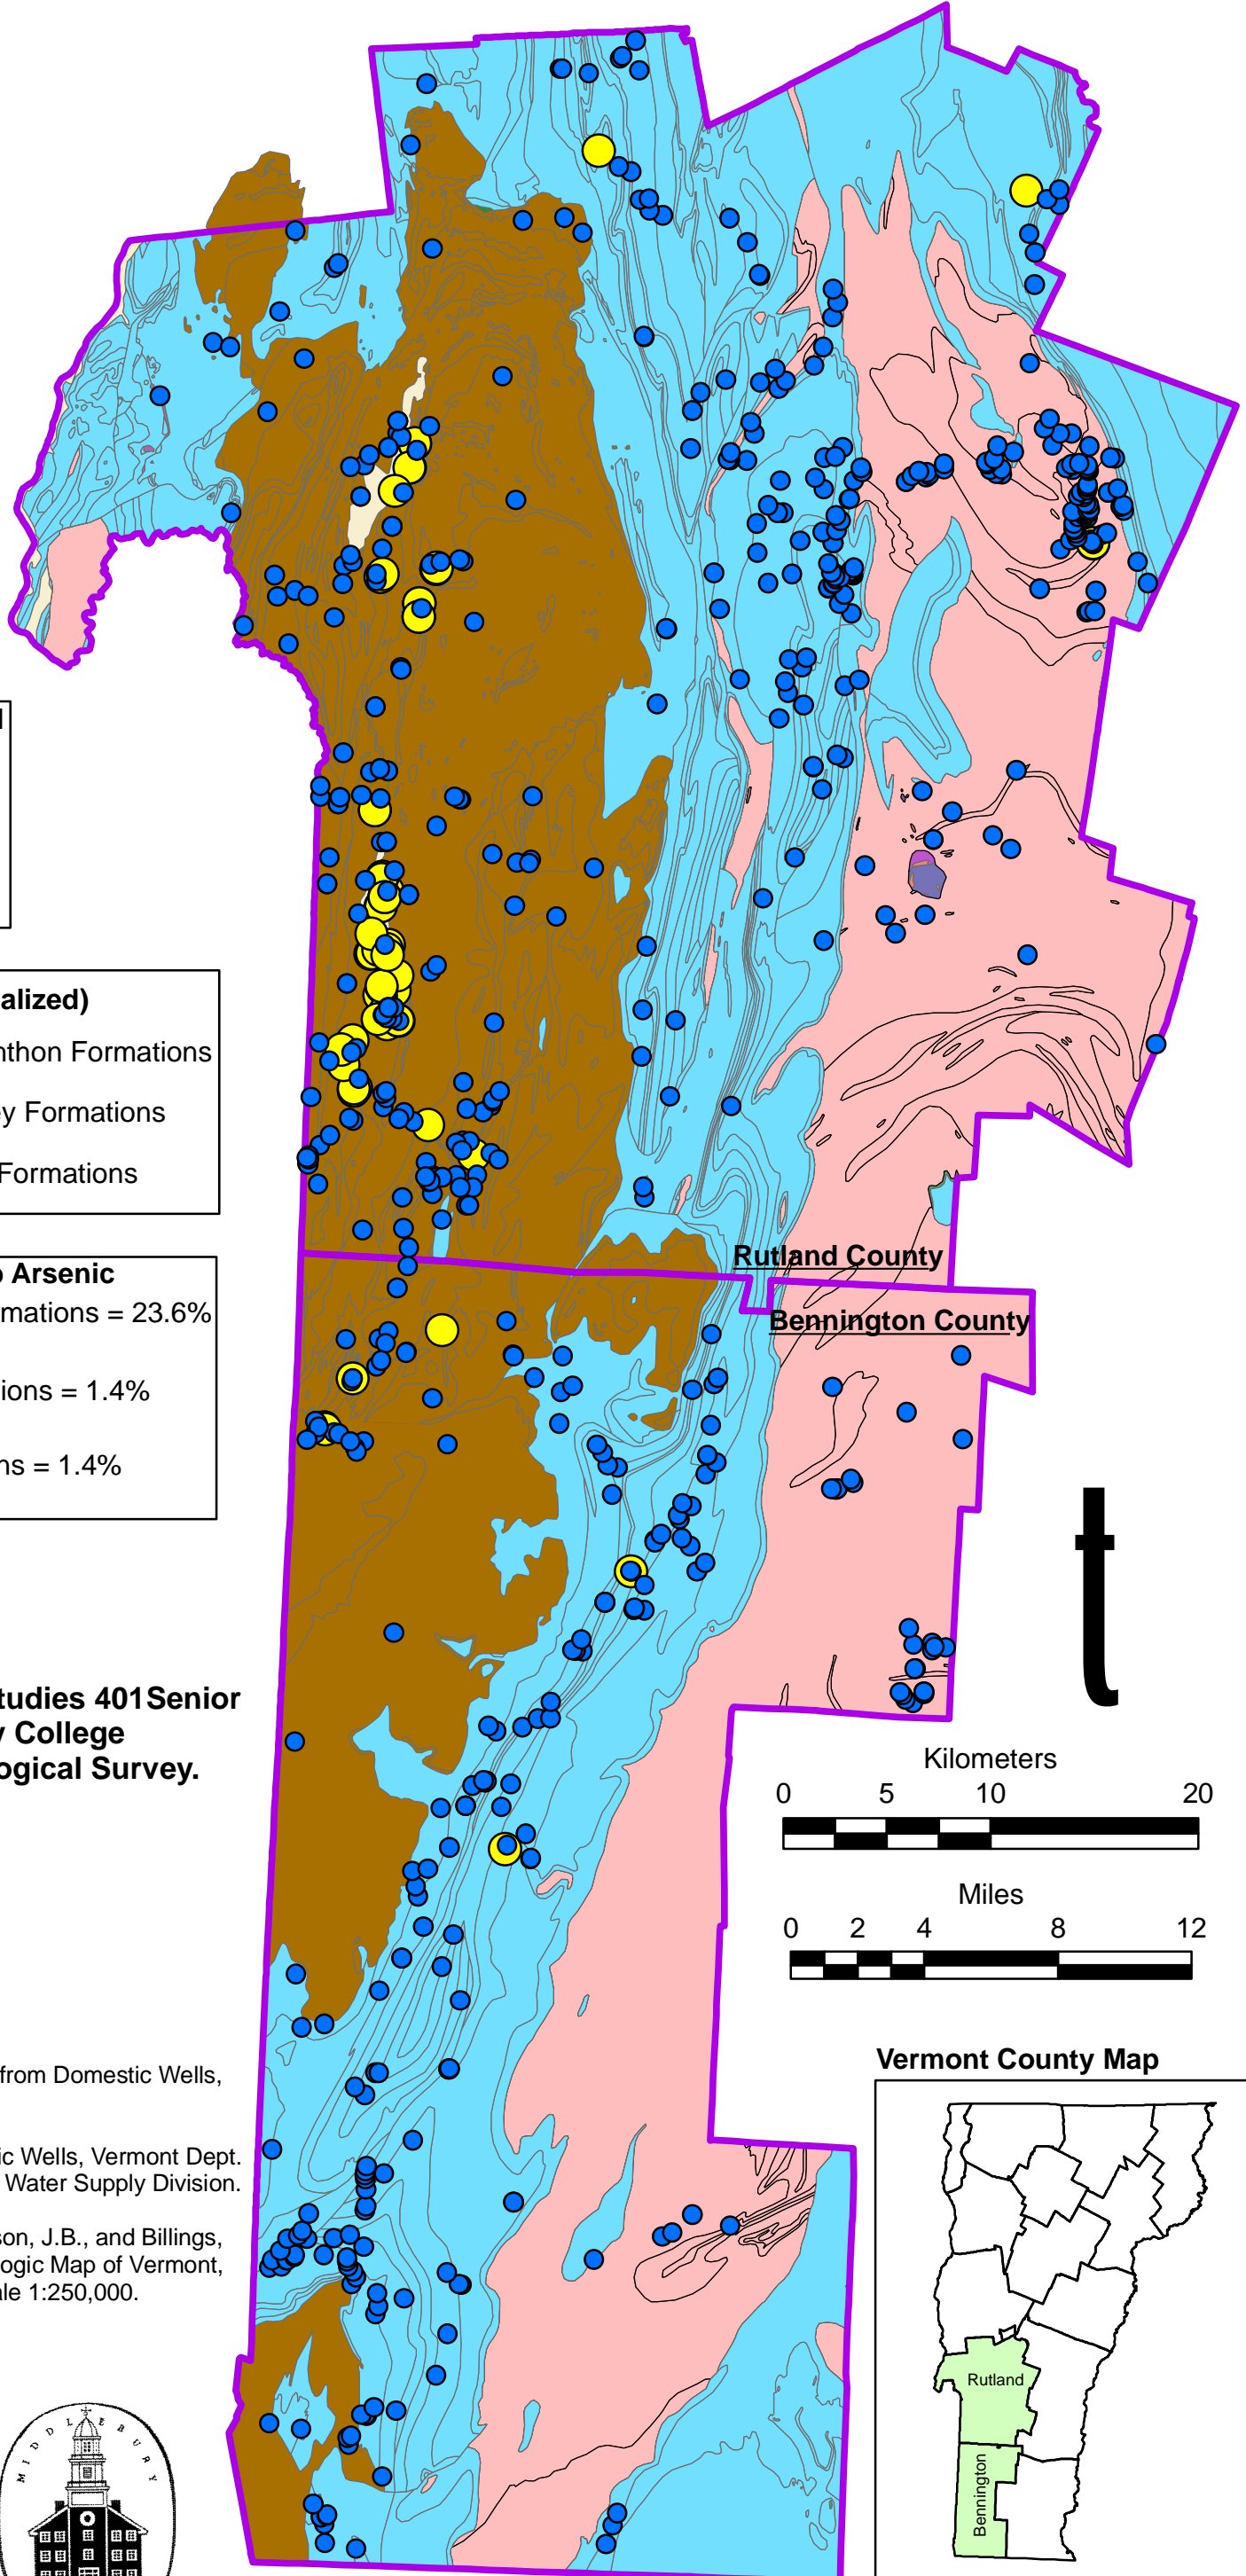 alized)
nthon Formations
ey Formations
Formations
o Arsenic
mations = 23.6%
ions = 1.4%
ns = 1.4%
Rutland County
Bennington County
tudies 401Senior
y College
ogical Survey.
t
Kilometers
0 5 10 20
Miles
0 2 4 8 12
from Domestic Wells,
ic Wells, Vermont Dept.
Water Supply Division.
son, J.B., and Billings,
ogic Map of Vermont,
ale 1:250,000.
Vermont County Map
Rutland
Bennington
MIDDLEBURY